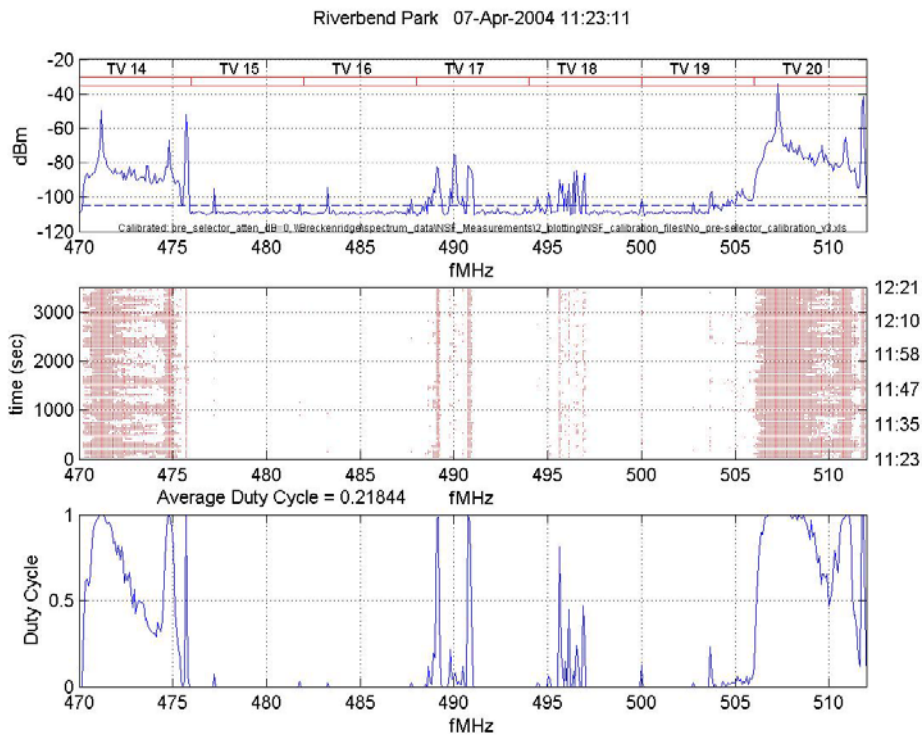 Riverbend Park 07-Apr-2004 11:23:11
-20
TV 14 TV 15 TV 16 TV 17 TV 18 TV 19 TV 20
-40
-60
-80
-100
-120
dBm
Calibrated: pre_selector_atten_dB=0,
470 475 480 485 490 495 500 505 510
fMHz
3000
2000
1000
0
time (sec)
12:21
12:10
11:58
11:47
11:35
11:23
470 475 480 485 490 495 500 505 510
fMHz
Average Duty Cycle = 0.21844
1
0.5
0
Duty Cycle
470 475 480 485 490 495 500 505 510
fMHz